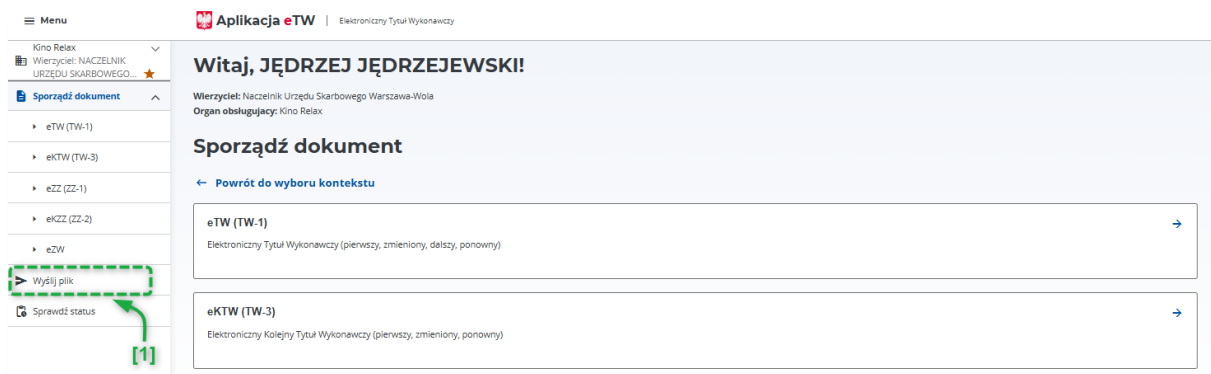 Menu
Aplikacja eTW | Elektroniczny Tytuł Wykonawczy
Kino Relax
Wierzyciel: NACZELNIK
URZĘDU SKARBOWEGO...
Sporządź dokument
eTW (TW-1)
eKTW (TW-3)
eZZ (ZZ-1)
eKZZ (ZZ-2)
eZW
Wyślij plik
Sprawdź status
[1]
Witaj, JĘDRZEJ JĘDRZEJEWSKI!
Wierzyciel: Naczelnik Urzędu Skarbowego Warszawa-Wola
Organ obsługujacy: Kino Relax
Sporządź dokument
← Powrót do wyboru kontekstu
eTW (TW-1) →
Elektroniczny Tytuł Wykonawczy (pierwszy, zmieniony, dalszy, ponowny)
eKTW (TW-3) →
Elektroniczny Kolejny Tytuł Wykonawczy (pierwszy, zmieniony, ponowny)